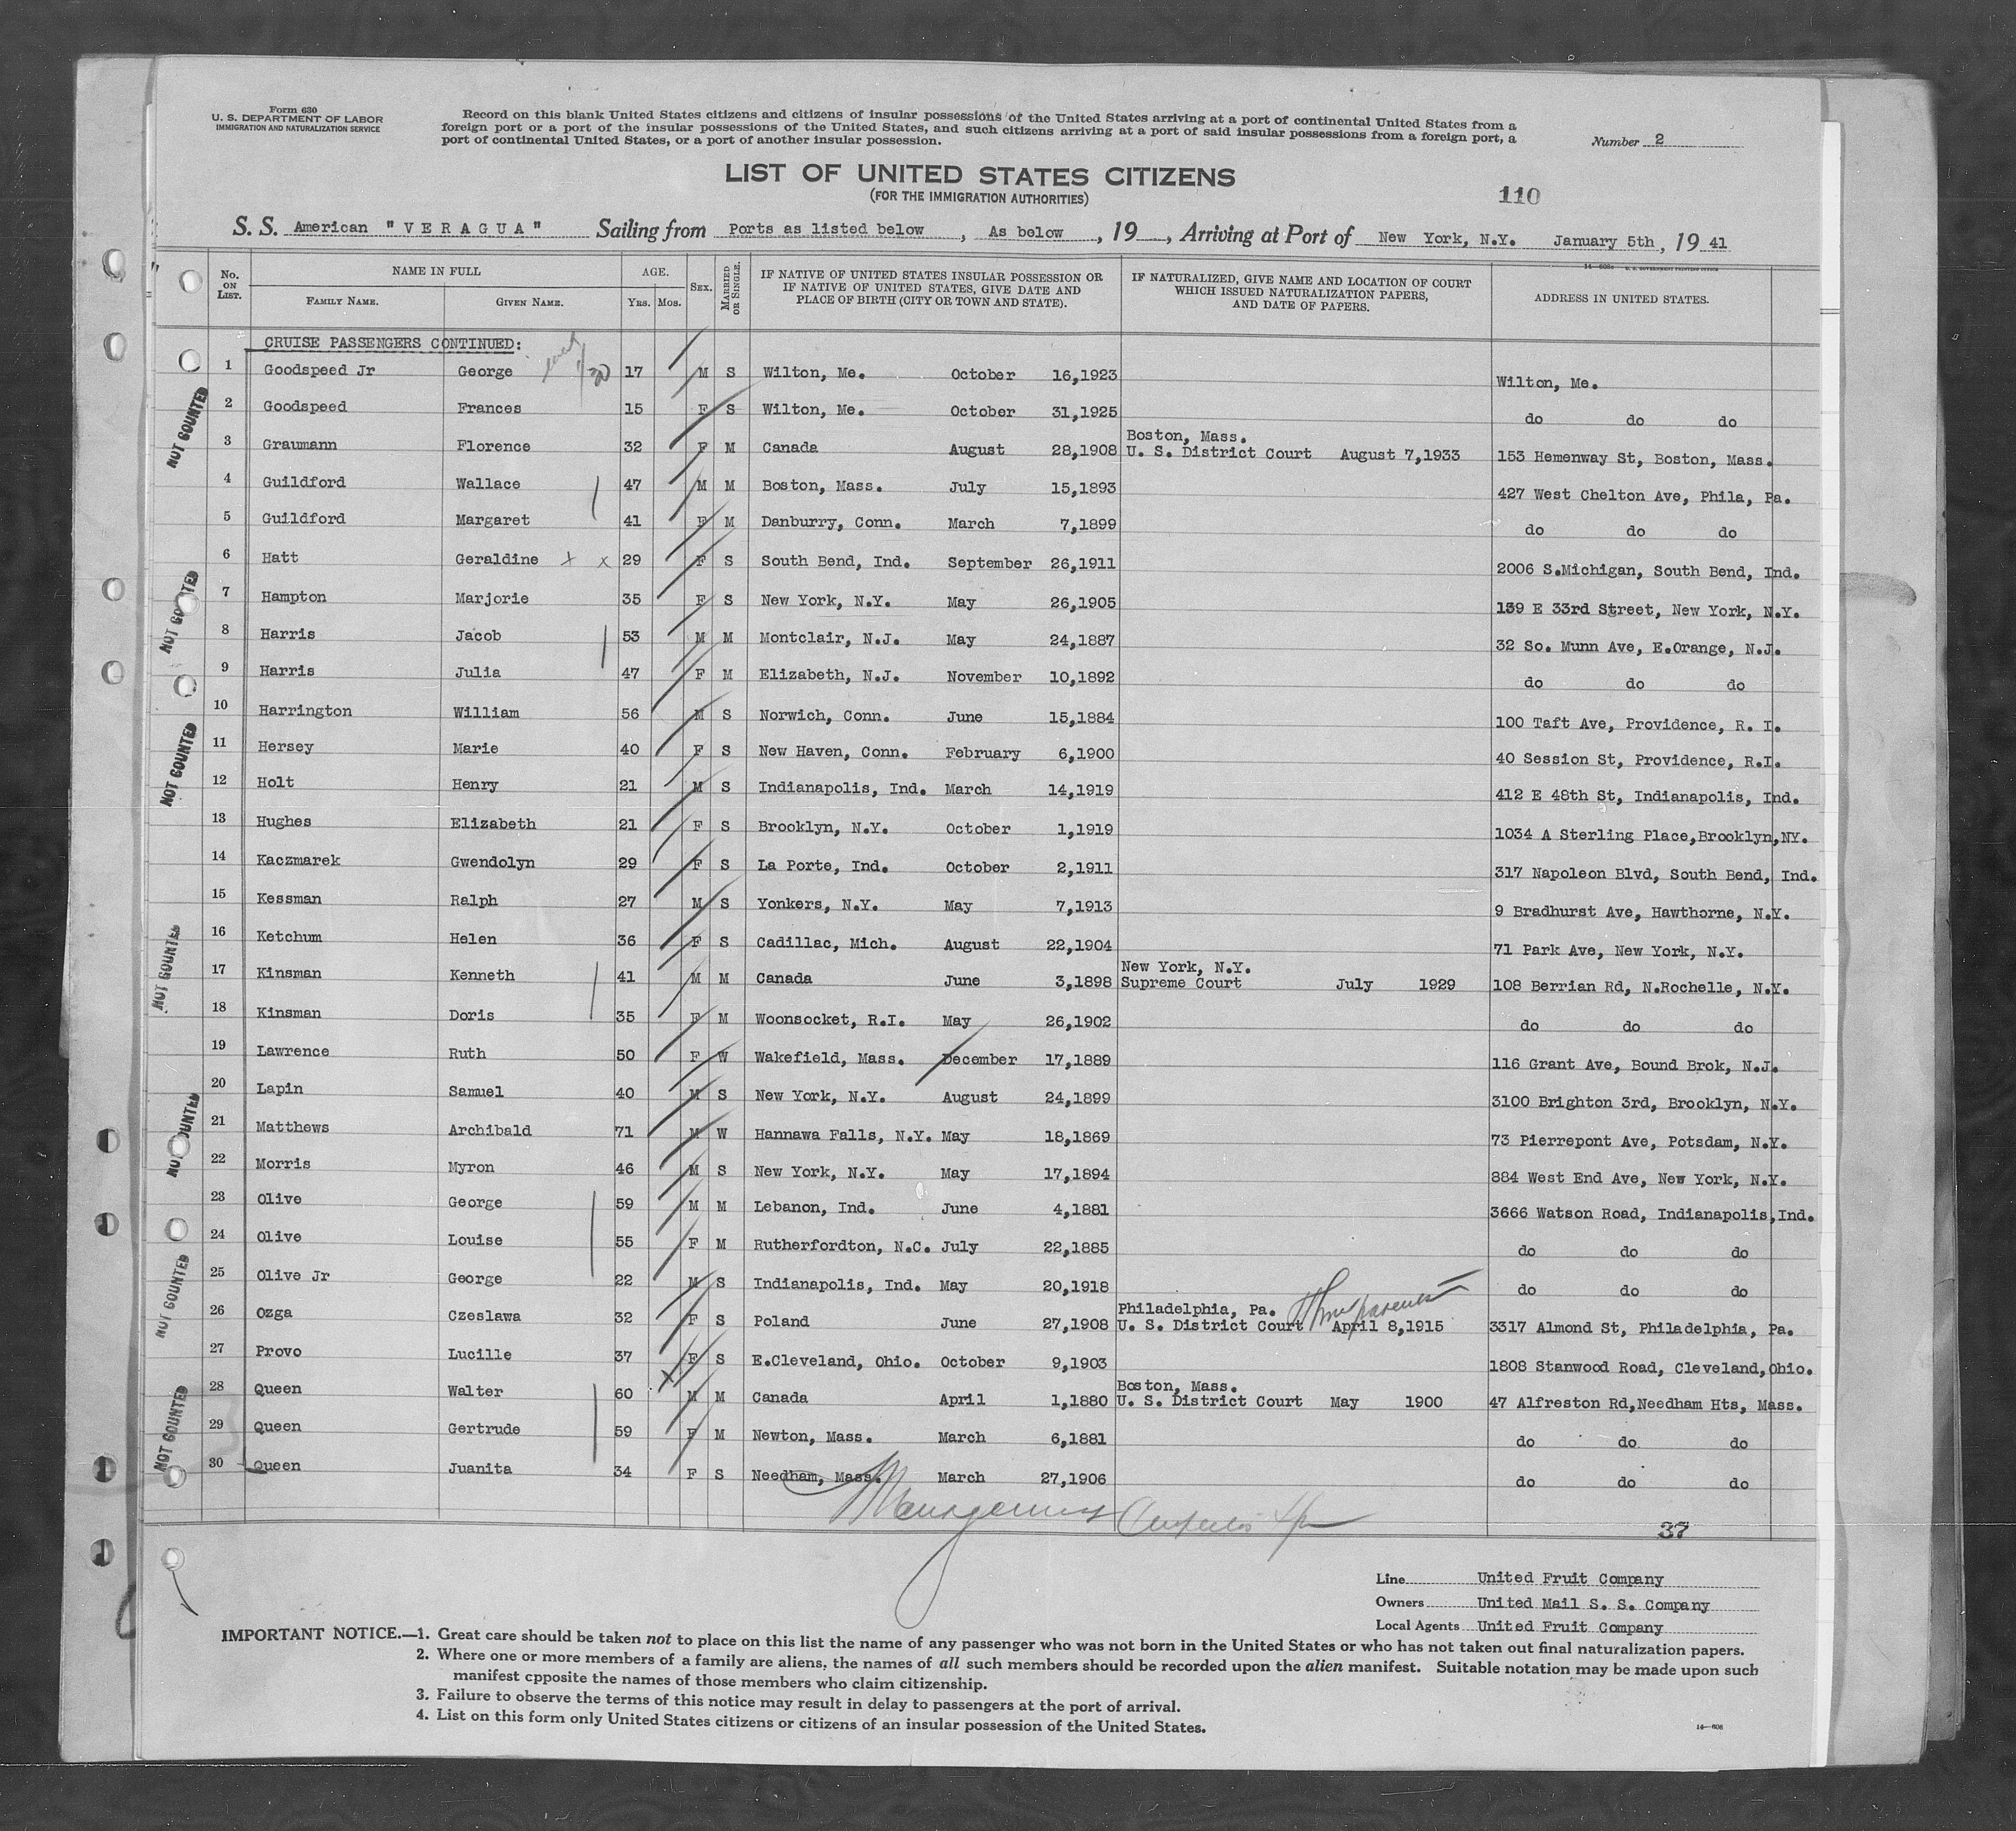 Form 630
U. S. DEPARTMENT OF LABOR
IMMIGRATION AND NATURALIZATION SERVICE
Record on this blank United States citizens and citizens of insular possessions of the United States arriving at a port of continental United States from a
foreign port or a port of the insular possessions of the United States, and such citizens arriving at a port of said insular possessions from a foreign port, a
port of continental United States, or a port of another insular possession.
Number 2
LIST OF UNITED STATES CITIZENS
(FOR THE IMMIGRATION AUTHORITIES)
110
S. S. American "VERAGUA" Sailing from Ports as listed below, As below, 19__, Arriving at Port of New York, N.Y. January 5th, 19 41
No. ON LIST. NAME IN FULL FAMILY NAME. GIVEN NAME. AGE. Yrs. Mos. SEX. MARRIED OR SINGLE. IF NATIVE OF UNITED STATES INSULAR POSSESSION OR IF NATIVE OF UNITED STATES, GIVE DATE AND PLACE OF BIRTH (CITY OR TOWN AND STATE). IF NATURALIZED, GIVE NAME AND LOCATION OF COURT WHICH ISSUED NATURALIZATION PAPERS, AND DATE OF PAPERS. ADDRESS IN UNITED STATES.
CRUISE PASSENGERS CONTINUED:
1 Goodspeed Jr George 17 M S Wilton, Me. October 16,1923 Wilton, Me.
2 Goodspeed Frances 15 F S Wilton, Me. October 31,1925 do do do
3 Graumann Florence 32 F M Canada August 28,1908 Boston, Mass. U. S. District Court August 7,1933 153 Hemenway St, Boston, Mass.
4 Guildford Wallace 47 M M Boston, Mass. July 15,1893 427 West Chelton Ave, Phila, Pa.
5 Guildford Margaret 41 F M Danburry, Conn. March 7,1899 do do do
6 Hatt Geraldine x x 29 F S South Bend, Ind. September 26,1911 2006 S.Michigan, South Bend, Ind.
7 Hampton Marjorie 35 F S New York, N.Y. May 26,1905 139 E 33rd Street, New York, N.Y.
8 Harris Jacob 53 M M Montclair, N.J. May 24,1887 32 So. Munn Ave, E.Orange, N.J.
9 Harris Julia 47 F M Elizabeth, N.J. November 10,1892 do do do
10 Harrington William 56 M S Norwich, Conn. June 15,1884 100 Taft Ave, Providence, R. I.
11 Hersey Marie 40 F S New Haven, Conn. February 6,1900 40 Session St, Providence, R.I.
12 Holt Henry 21 M S Indianapolis, Ind. March 14,1919 412 E 48th St, Indianapolis, Ind.
13 Hughes Elizabeth 21 F S Brooklyn, N.Y. October 1,1919 1034 A Sterling Place,Brooklyn,NY.
14 Kaczmarek Gwendolyn 29 F S La Porte, Ind. October 2,1911 317 Napoleon Blvd, South Bend, Ind.
15 Kessman Ralph 27 M S Yonkers, N.Y. May 7,1913 9 Bradhurst Ave, Hawthorne, N.Y.
16 Ketchum Helen 36 F S Cadillac, Mich. August 22,1904 71 Park Ave, New York, N.Y.
17 Kinsman Kenneth 41 M M Canada June 3,1898 New York, N.Y. Supreme Court July 1929 108 Berrian Rd, N.Rochelle, N.Y.
18 Kinsman Doris 35 F M Woonsocket, R.I. May 26,1902 do do do
19 Lawrence Ruth 50 F W Wakefield, Mass. December 17,1889 116 Grant Ave, Bound Brok, N.J.
20 Lapin Samuel 40 M S New York, N.Y. August 24,1899 3100 Brighton 3rd, Brooklyn, N.Y.
21 Matthews Archibald 71 M W Hannawa Falls, N.Y. May 18,1869 73 Pierrepont Ave, Potsdam, N.Y.
22 Morris Myron 46 M S New York, N.Y. May 17,1894 884 West End Ave, New York, N.Y.
23 Olive George 59 M M Lebanon, Ind. June 4,1881 3666 Watson Road, Indianapolis,Ind.
24 Olive Louise 55 F M Rutherfordton, N.C. July 22,1885 do do do
25 Olive Jr George 22 M S Indianapolis, Ind. May 20,1918 do do do
26 Ozga Czeslawa 32 F S Poland June 27,1908 Philadelphia, Pa. U. S. District Court April 8,1915 3317 Almond St, Philadelphia, Pa.
27 Provo Lucille 37 F S E.Cleveland, Ohio. October 9,1903 1808 Stanwood Road, Cleveland,Ohio.
28 Queen Walter 60 M M Canada April 1,1880 Boston, Mass. U. S. District Court May 1900 47 Alfreston Rd,Needham Hts, Mass.
29 Queen Gertrude 59 F M Newton, Mass. March 6,1881 do do do
30 Queen Juanita 34 F S Needham, Mass. March 27,1906 do do do
NOT COUNTED
NOT COUNTED
NOT COUNTED
NOT COUNTED
NOT COUNTED
NOT COUNTED
NOT COUNTED
37
Line United Fruit Company
Owners United Mail S. S. Company
Local Agents United Fruit Company
IMPORTANT NOTICE.—1. Great care should be taken not to place on this list the name of any passenger who was not born in the United States or who has not taken out final naturalization papers.
2. Where one or more members of a family are aliens, the names of all such members should be recorded upon the alien manifest. Suitable notation may be made upon such
manifest cpposite the names of those members who claim citizenship.
3. Failure to observe the terms of this notice may result in delay to passengers at the port of arrival.
4. List on this form only United States citizens or citizens of an insular possession of the United States.
14—608